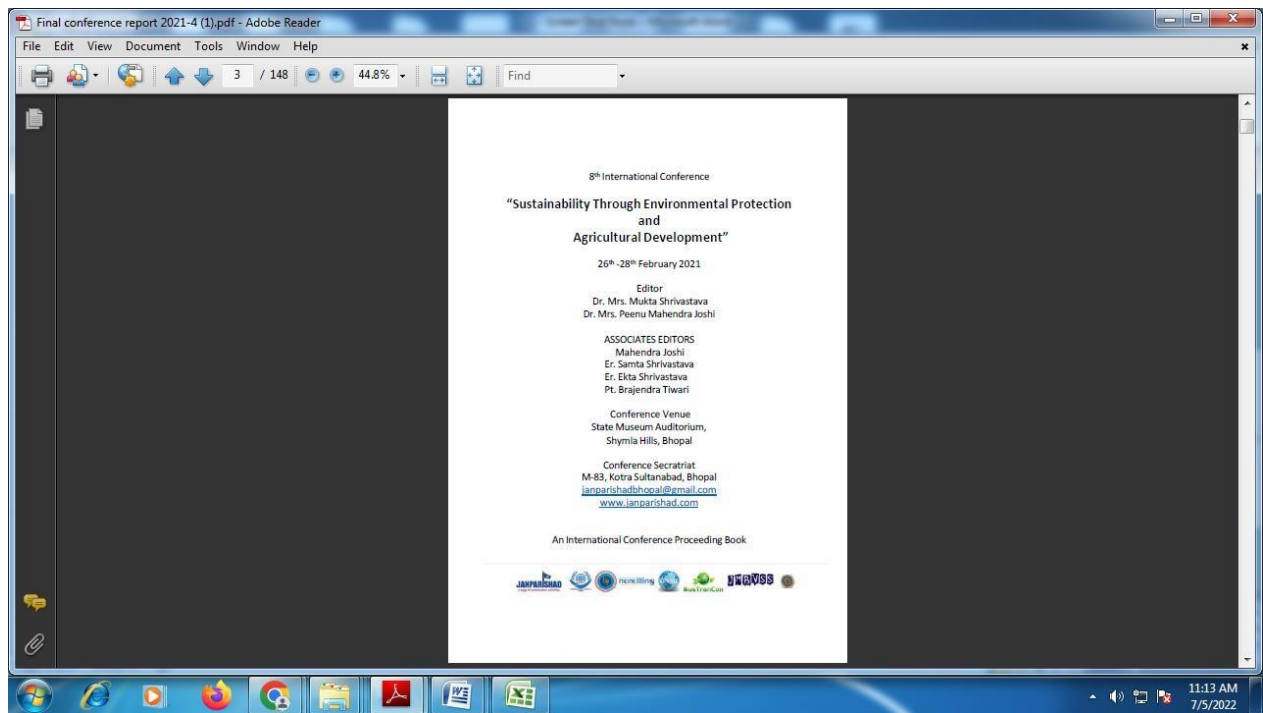 Final conference report 2021-4 (1).pdf - Adobe Reader
File Edit View Document Tools Window Help
3 / 148 44.8% Find
8th International Conference
“Sustainability Through Environmental Protection
and
Agricultural Development”
26th -28th February 2021
Editor
Dr. Mrs. Mukta Shrivastava
Dr. Mrs. Peenu Mahendra Joshi
ASSOCIATES EDITORS
Mahendra Joshi
Er. Samta Shrivastava
Er. Ekta Shrivastava
Pt. Brajendra Tiwari
Conference Venue
State Museum Auditorium,
Shymla Hills, Bhopal
Conference Secratriat
M-83, Kotra Sultanabad, Bhopal
janparishadbhopal@gmail.com
www.janparishad.com
An International Conference Proceeding Book
JANPARISHAD
11:13 AM
7/5/2022